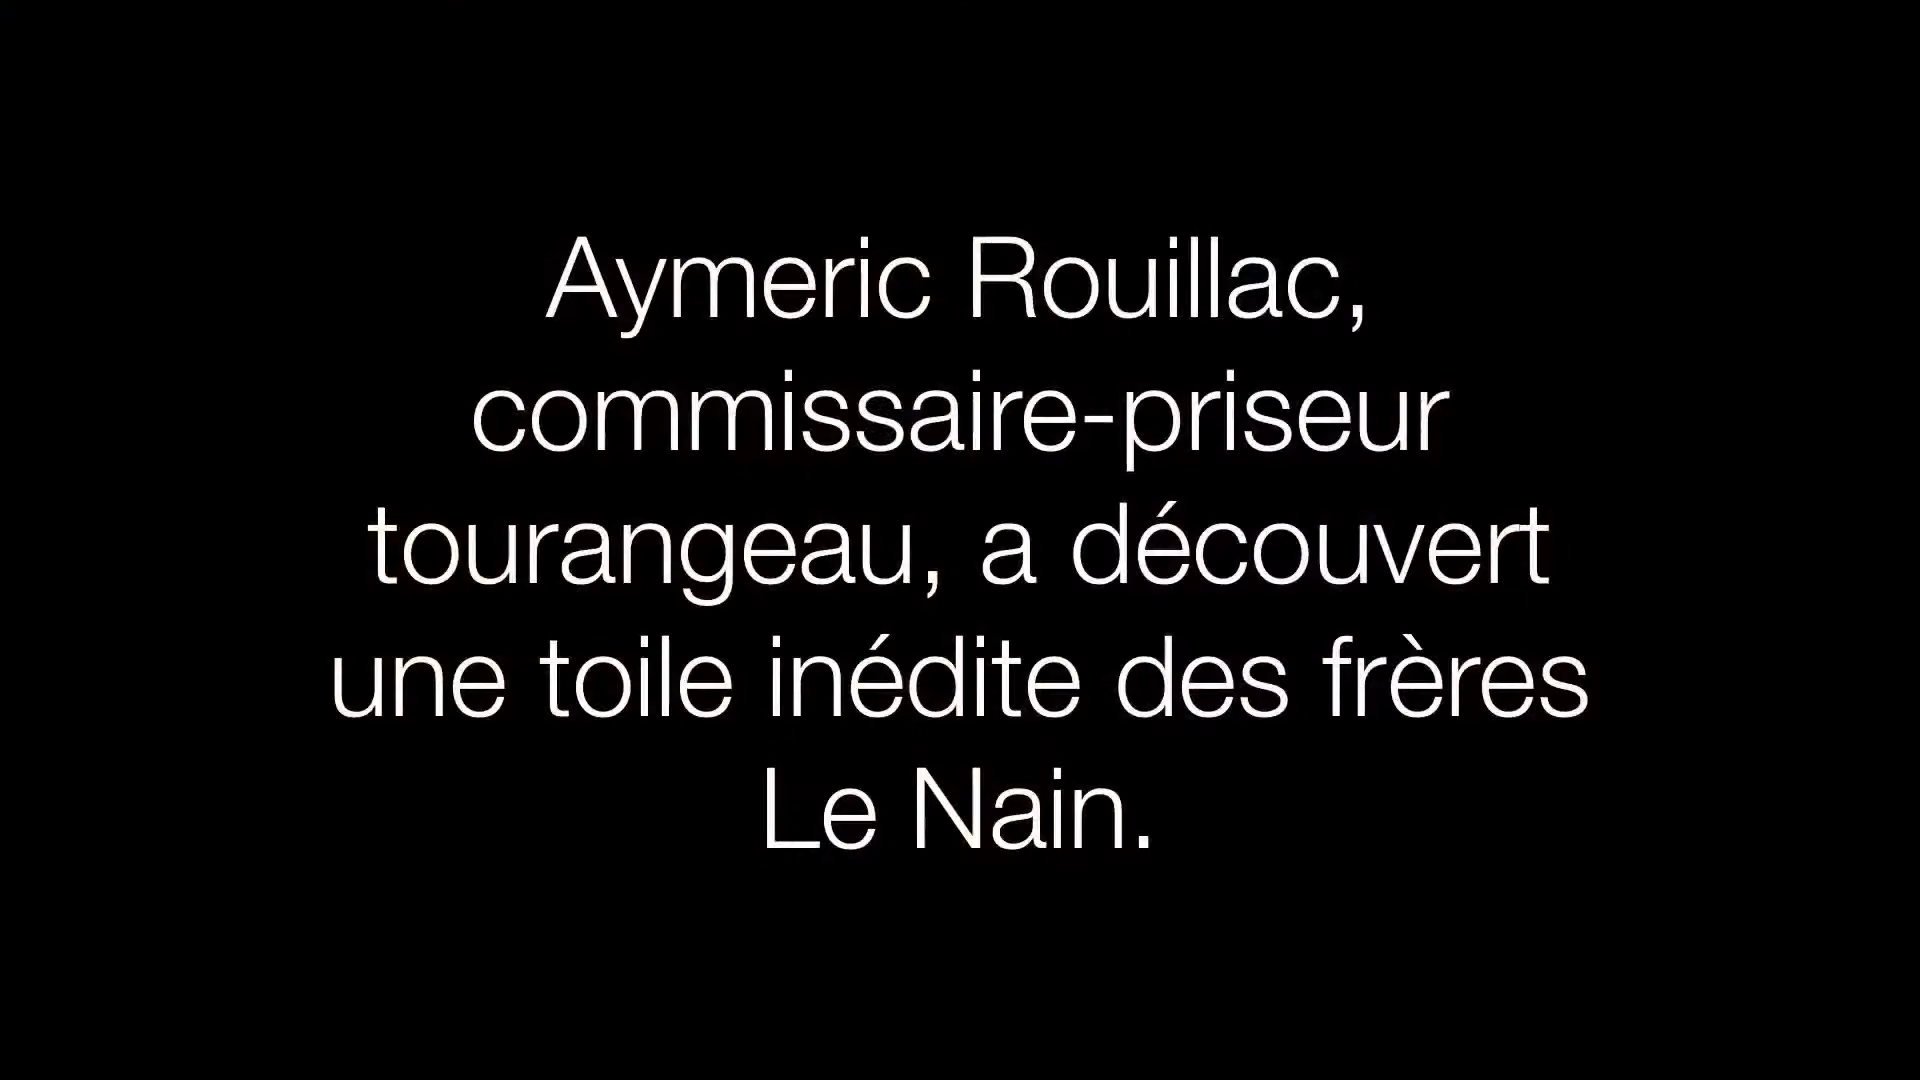 Aymeric Rouillac,
commissaire-priseur
tourangeau, a découvert
une toile inédite des frères
Le Nain.